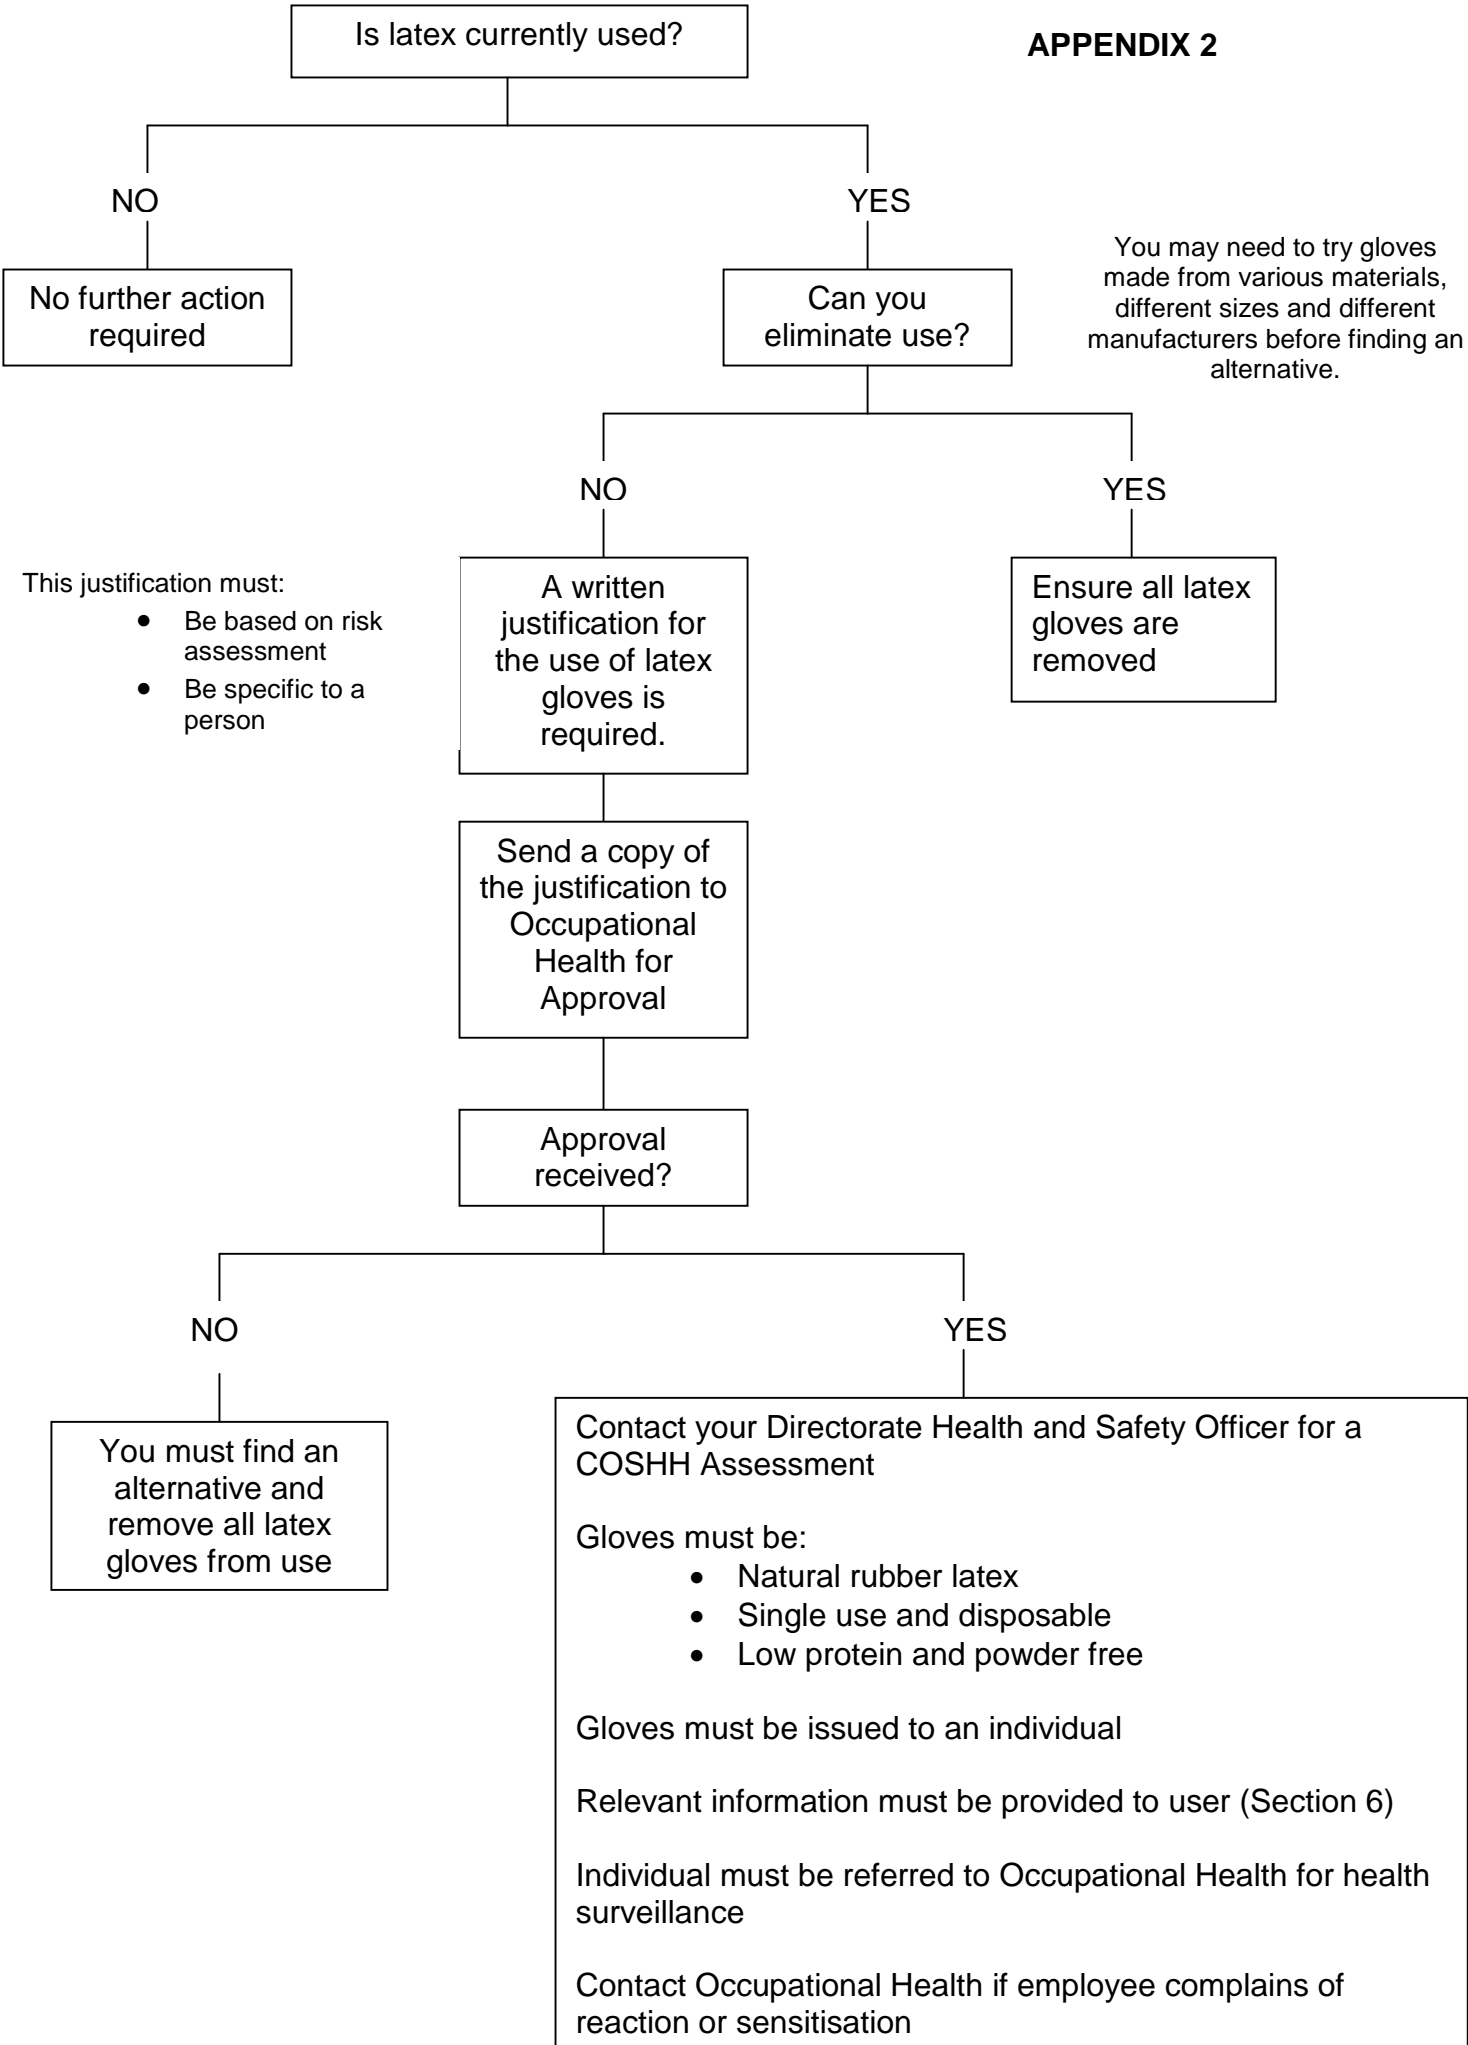 Is latex currently used?
APPENDIX 2
NO
YES
No further action
required
Can you
eliminate use?
You may need to try gloves
made from various materials,
different sizes and different
manufacturers before finding an
alternative.
NO
YES
This justification must:
• Be based on risk
assessment
• Be specific to a
person
A written
justification for
the use of latex
gloves is
required.
Ensure all latex
gloves are
removed
Send a copy of
the justification to
Occupational
Health for
Approval
Approval
received?
NO
YES
You must find an
alternative and
remove all latex
gloves from use
Contact your Directorate Health and Safety Officer for a
COSHH Assessment
Gloves must be:
• Natural rubber latex
• Single use and disposable
• Low protein and powder free
Gloves must be issued to an individual
Relevant information must be provided to user (Section 6)
Individual must be referred to Occupational Health for health
surveillance
Contact Occupational Health if employee complains of
reaction or sensitisation